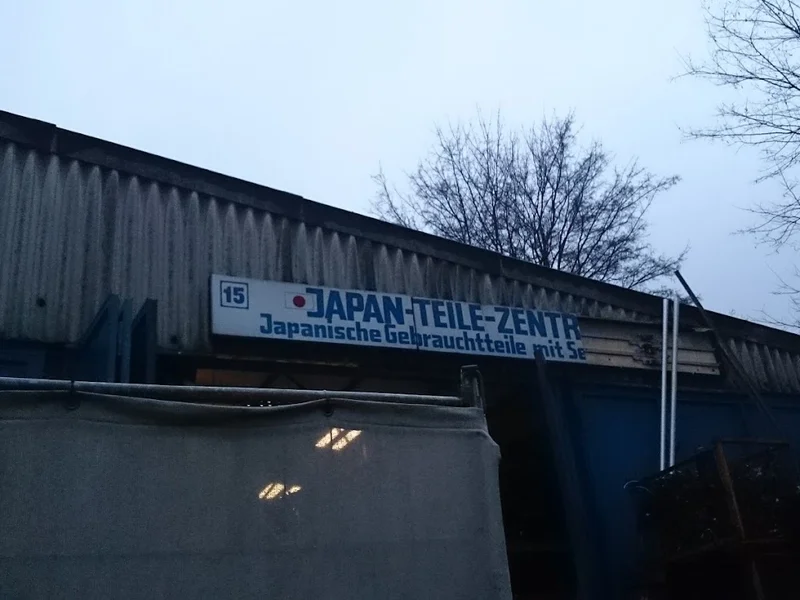 15
JAPAN-TEILE-ZENTR
Japanische Gebrauchtteile mit Se